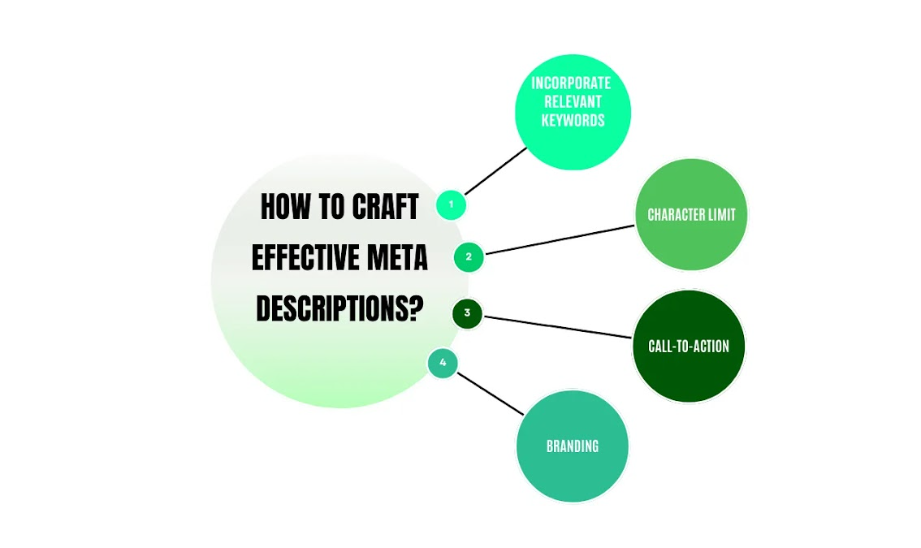 HOW TO CRAFT
EFFECTIVE META
DESCRIPTIONS?
1
INCORPORATE
RELEVANT
KEYWORDS
2
CHARACTER LIMIT
3
CALL-TO-ACTION
4
BRANDING